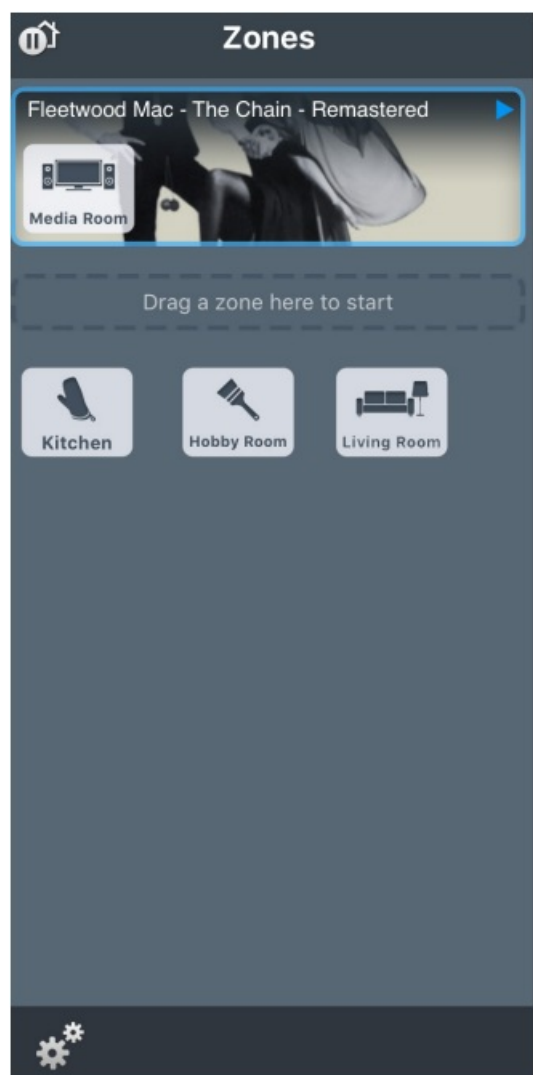 Zones
Fleetwood Mac - The Chain - Remastered
Media Room
Drag a zone here to start
Kitchen
Hobby Room
Living Room